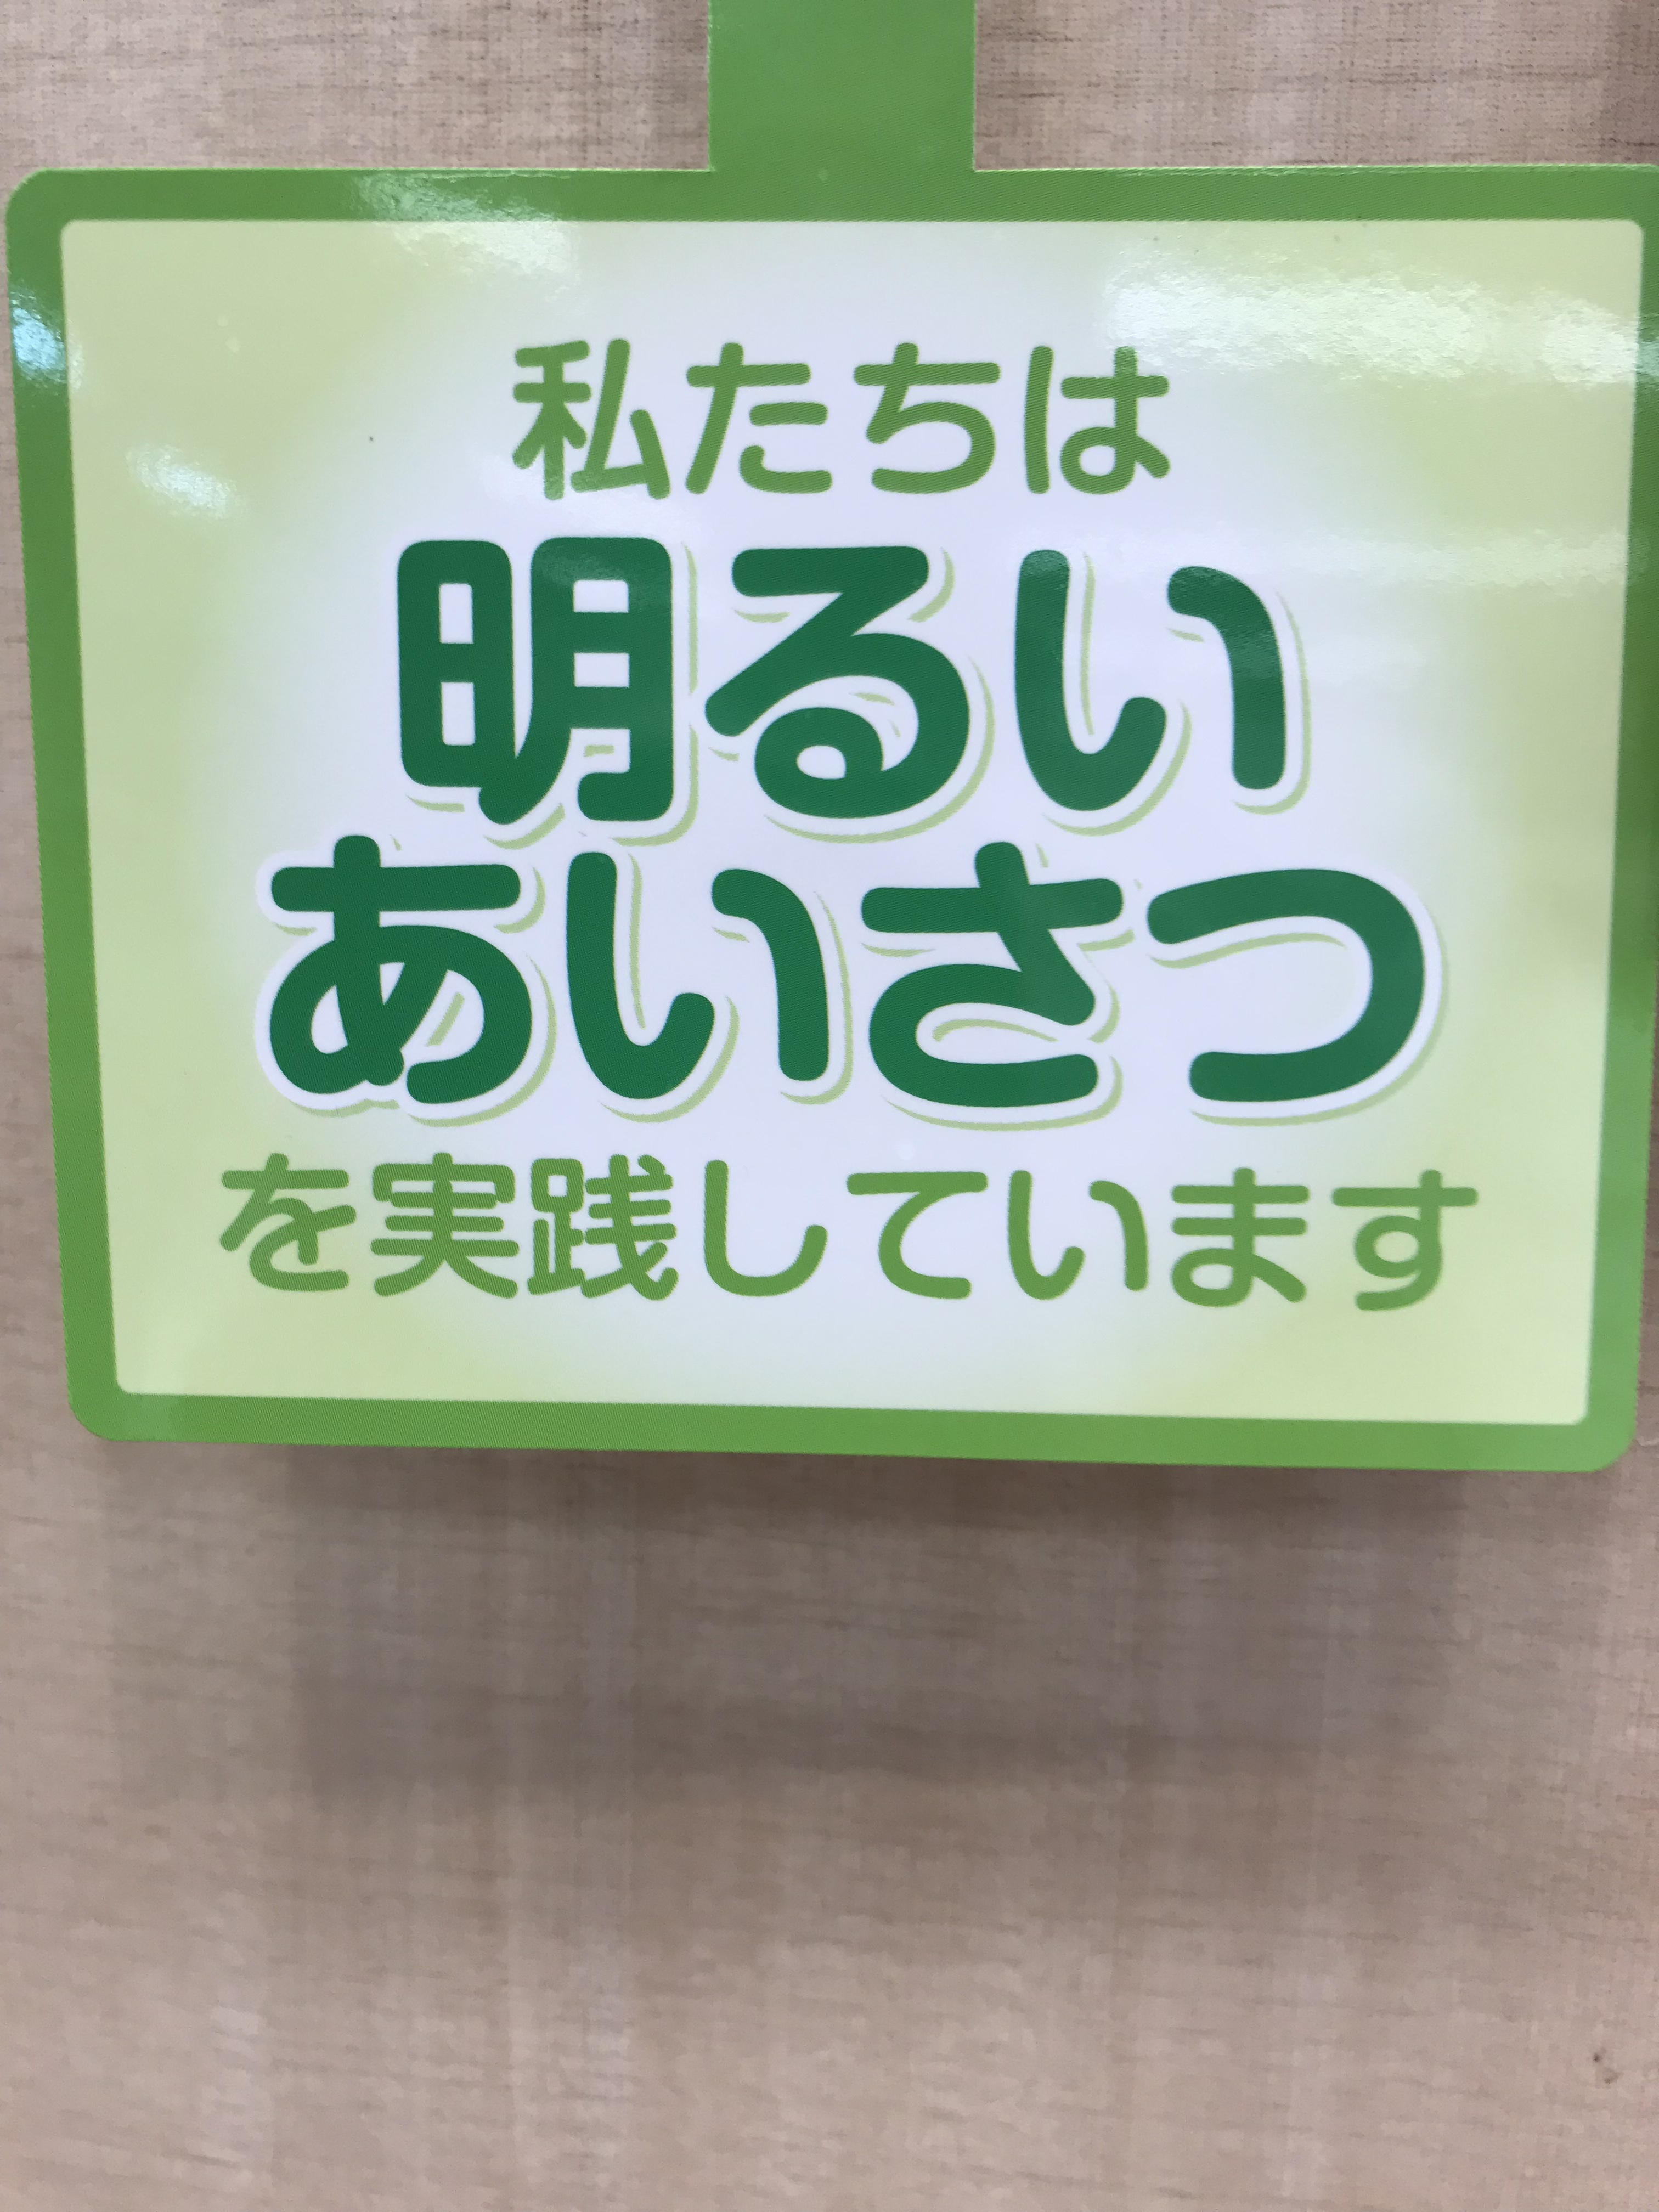 私たちは
明るい
あいさつ
を実践しています